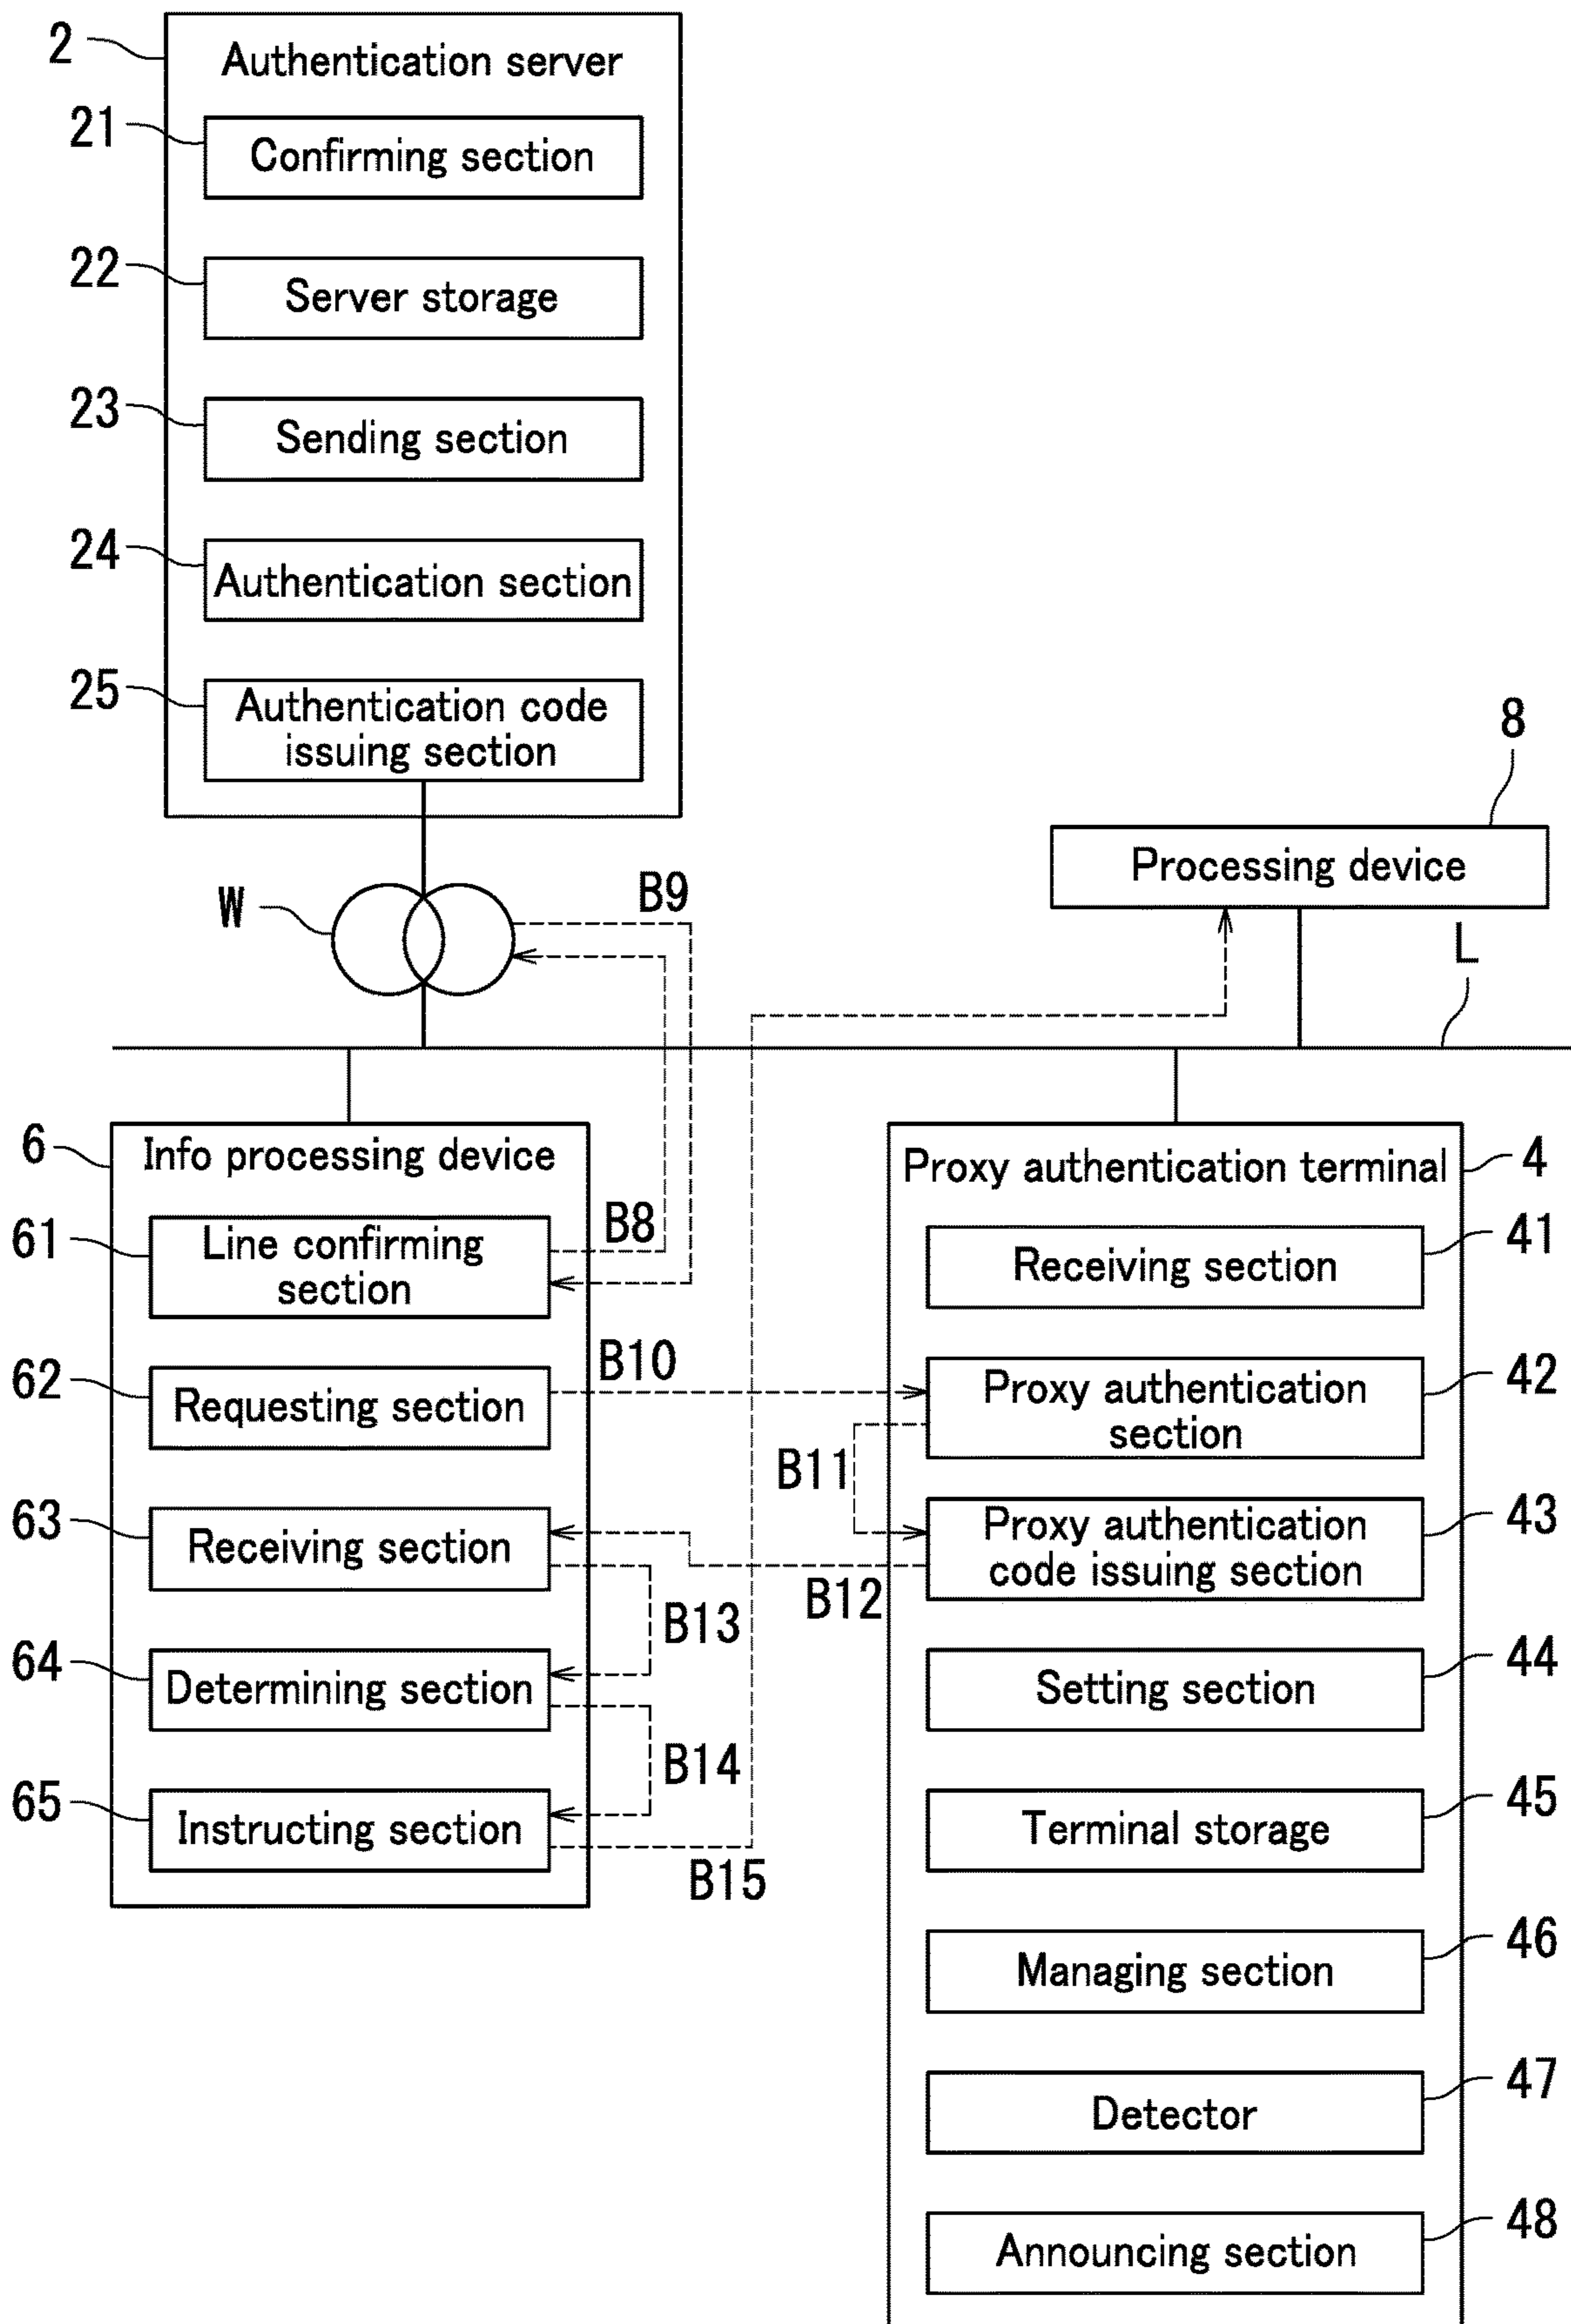 2
Authentication server
21
Confirming section
22
Server storage
23
Sending section
24
Authentication section
25
Authentication code
issuing section
8
Processing device
W
B9
L
6
Info processing device
61
Line confirming
section
B8
62
Requesting section
B10
63
Receiving section
B13
64
Determining section
B14
65
Instructing section
B15
Proxy authentication terminal
4
Receiving section
41
Proxy authentication
section
42
B11
Proxy authentication
code issuing section
43
B12
Setting section
44
Terminal storage
45
Managing section
46
Detector
47
Announcing section
48